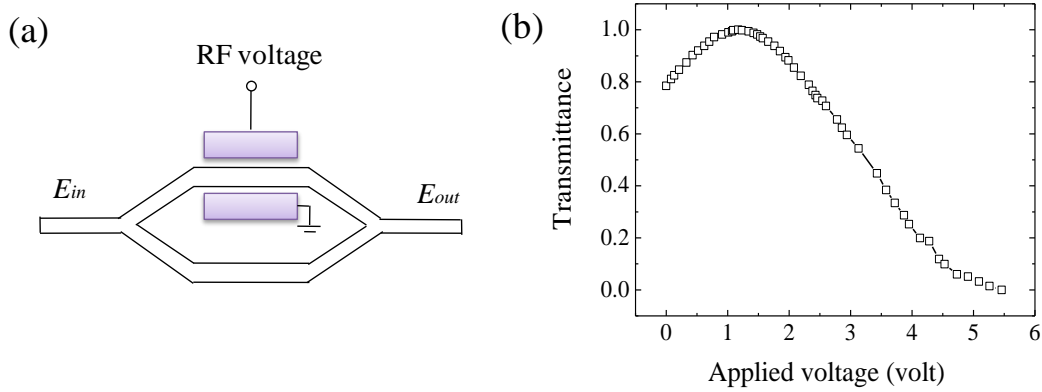 (a)
RF voltage
Ein
Eout
(b)
Transmittance
1.0
0.8
0.6
0.4
0.2
0.0
0 1 2 3 4 5 6
Applied voltage (volt)